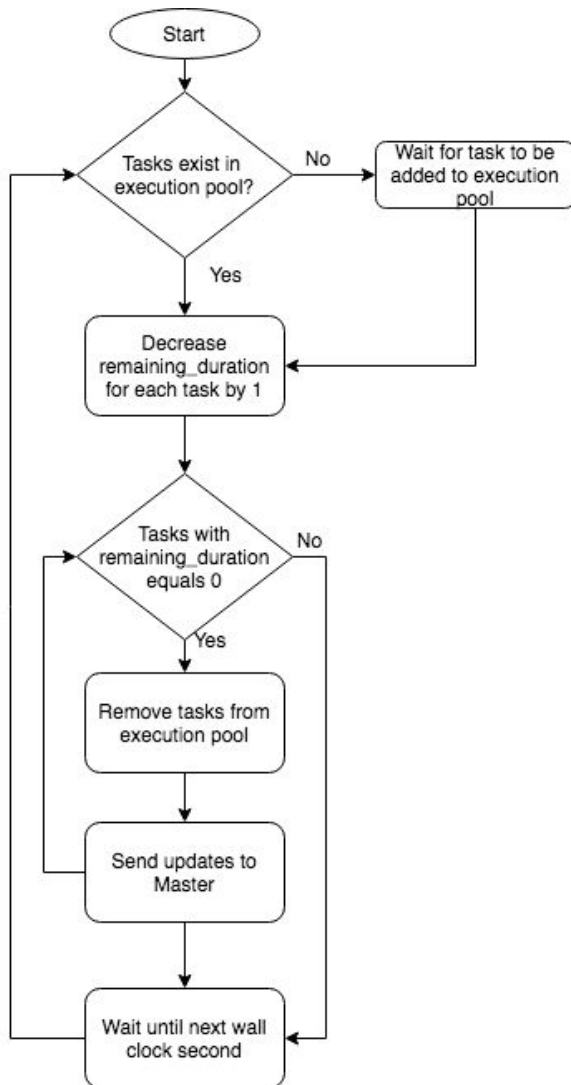 Start
Tasks exist in
execution pool?
No
Wait for task to be
added to execution
pool
Yes
Decrease
remaining_duration
for each task by 1
Tasks with
remaining_duration
equals 0
No
Yes
Remove tasks from
execution pool
Send updates to
Master
Wait until next wall
clock second